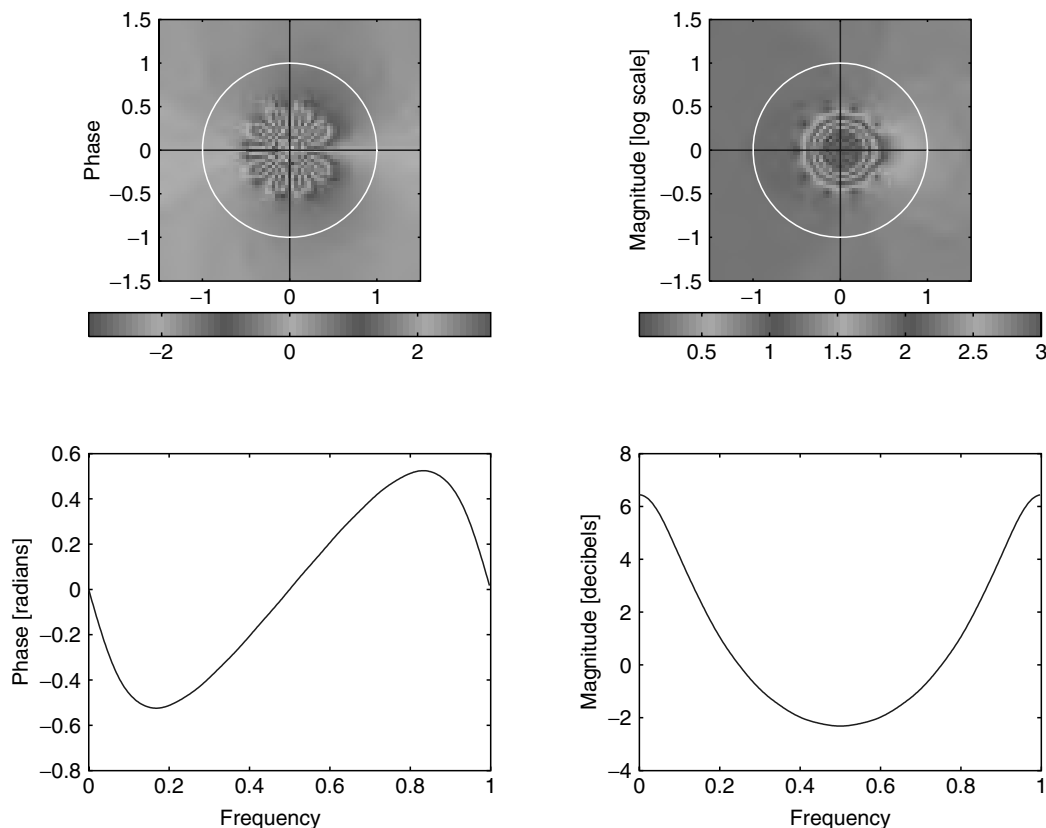 Phase
1.5
1
0.5
0
−0.5
−1
−1.5
−1 0 1
−2 0 2
Magnitude [log scale]
1.5
1
0.5
0
−0.5
−1
−1.5
−1 0 1
0.5 1 1.5 2 2.5 3
Phase [radians]
0.6
0.4
0.2
0
−0.2
−0.4
−0.6
−0.8
0 0.2 0.4 0.6 0.8 1
Frequency
Magnitude [decibels]
8
6
4
2
0
−2
−4
0 0.2 0.4 0.6 0.8 1
Frequency